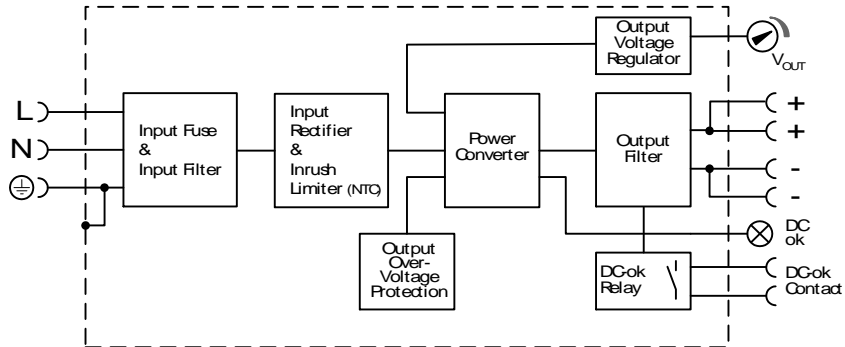 Output
Voltage
Regulator
V OUT
L
N
Input Fuse
&
Input Filter
Input
Rectifier
&
Inrush
Limiter (NTC)
Power
Converter
Output
Filter
+
+
-
-
Output
Over-
Voltage
Protection
DC-ok
Relay
DC
ok
DC-ok
Contact